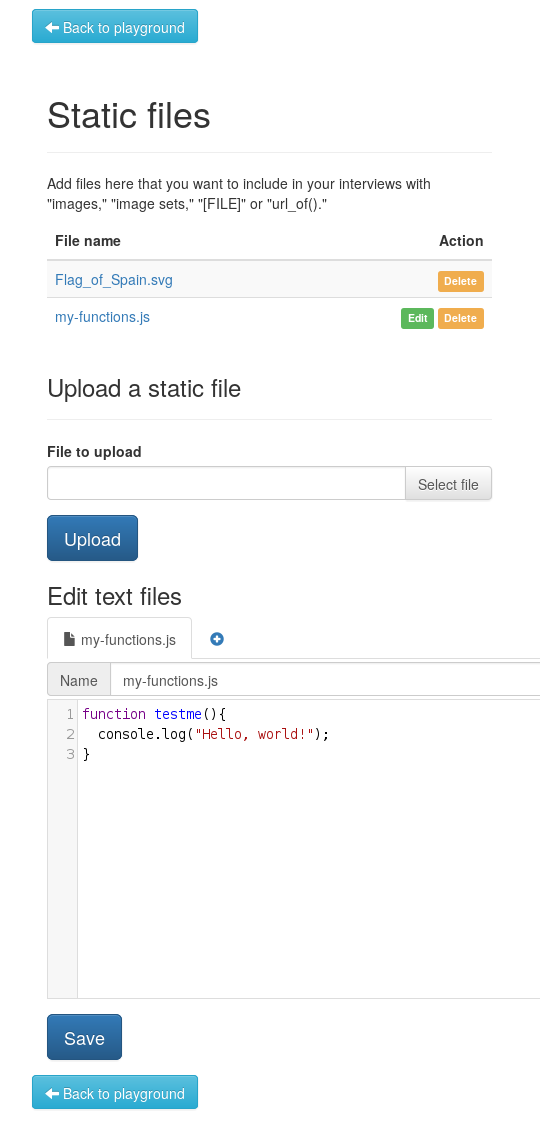 Back to playground
Static files
Add files here that you want to include in your interviews with
"images," "image sets," "[FILE]" or "url_of()."
File name Action
Flag_of_Spain.svg Delete
my-functions.js Edit Delete
Upload a static file
File to upload
Select file
Upload
Edit text files
my-functions.js
Name my-functions.js
1 function testme(){
2   console.log("Hello, world!");
3 }
Save
Back to playground